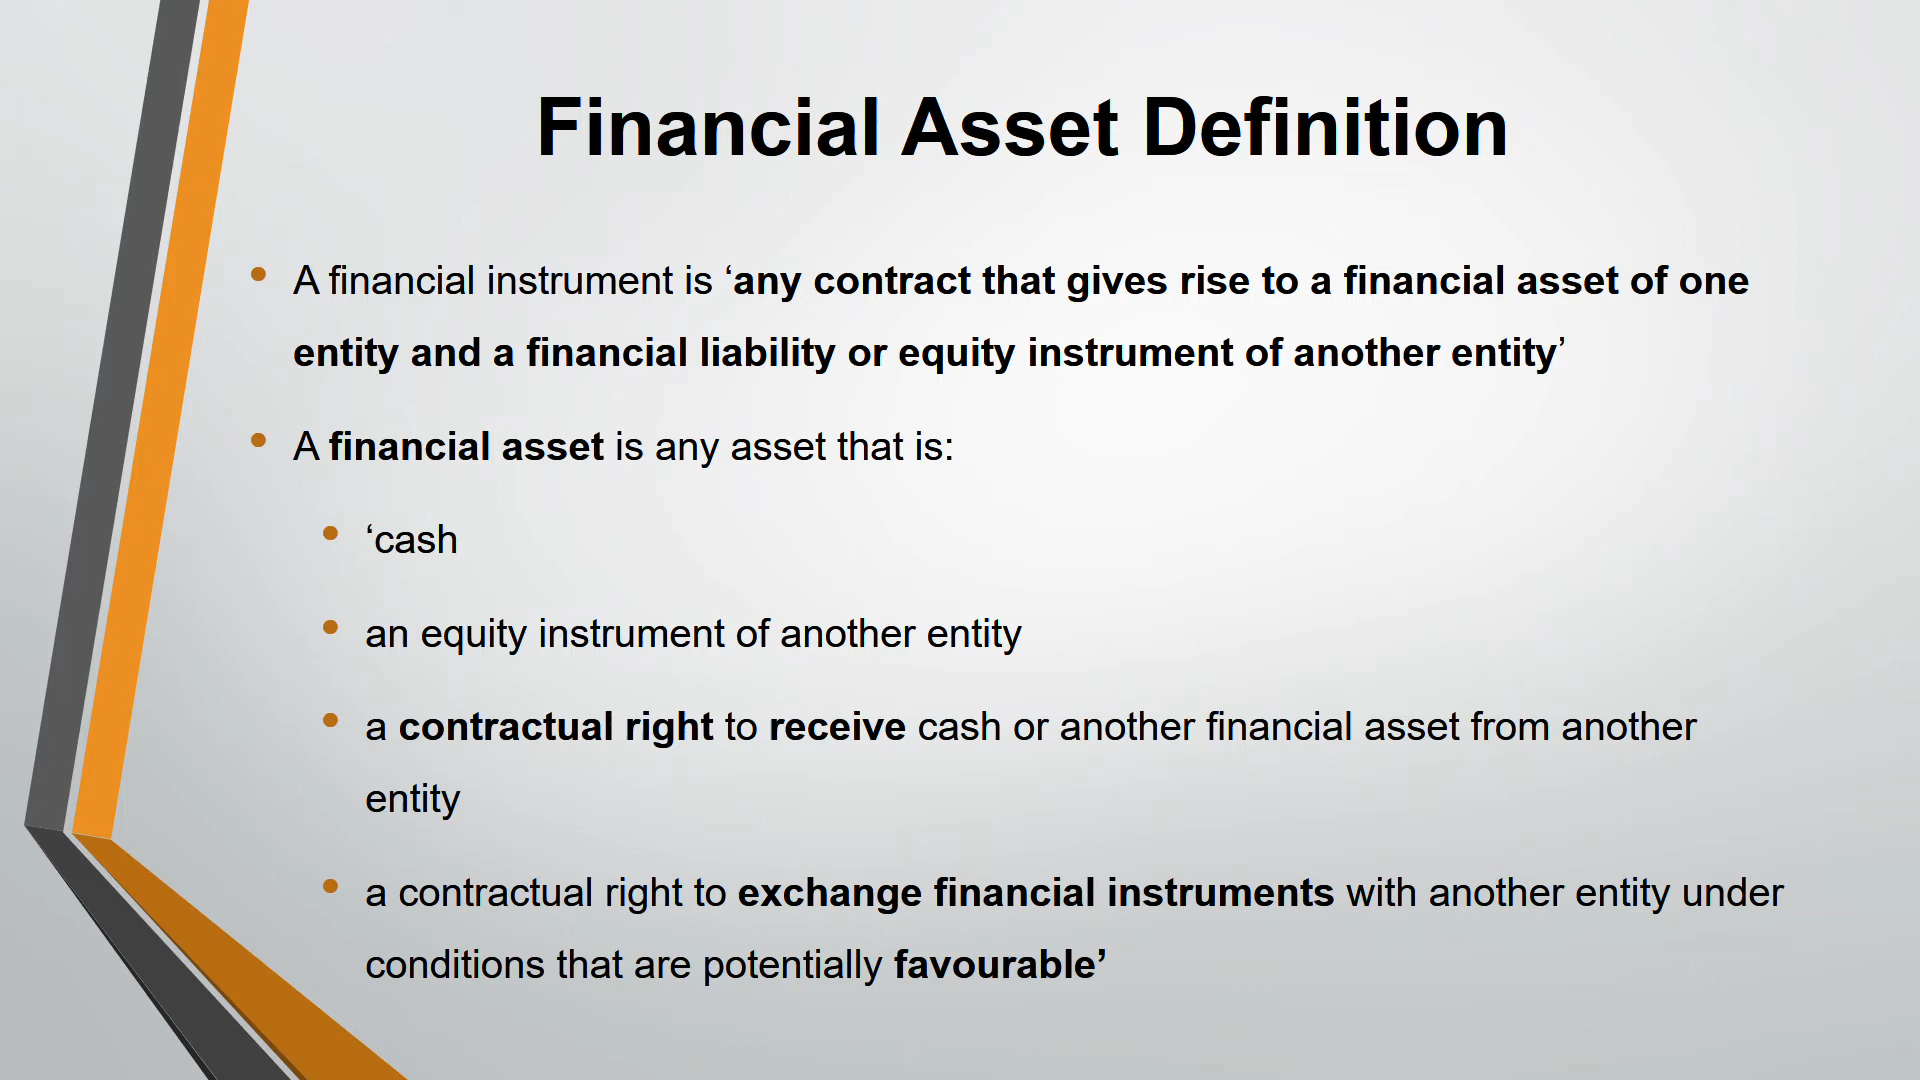 Financial Asset Definition
• A financial instrument is ‘any contract that gives rise to a financial asset of one
entity and a financial liability or equity instrument of another entity’
• A financial asset is any asset that is:
• ‘cash
• an equity instrument of another entity
• a contractual right to receive cash or another financial asset from another
entity
• a contractual right to exchange financial instruments with another entity under
conditions that are potentially favourable’